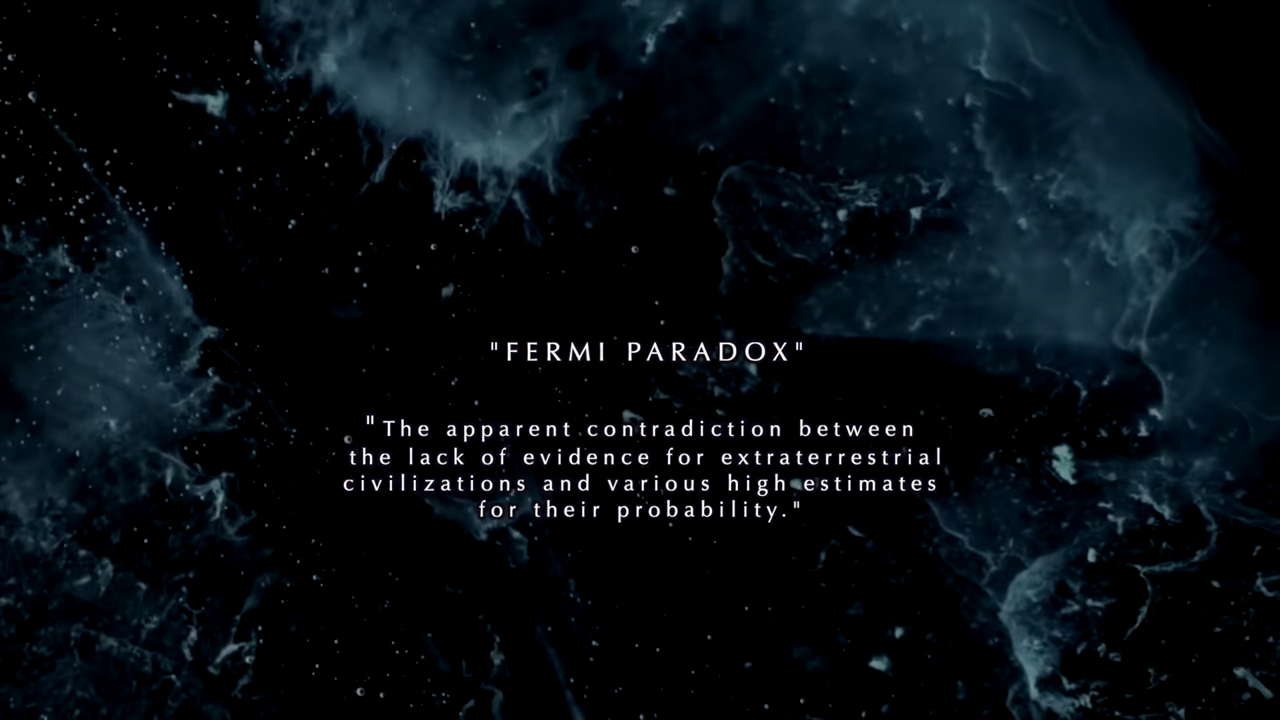 "FERMI PARADOX"
"The apparent contradiction between
the lack of evidence for extraterrestrial
civilizations and various high estimates
for their probability."